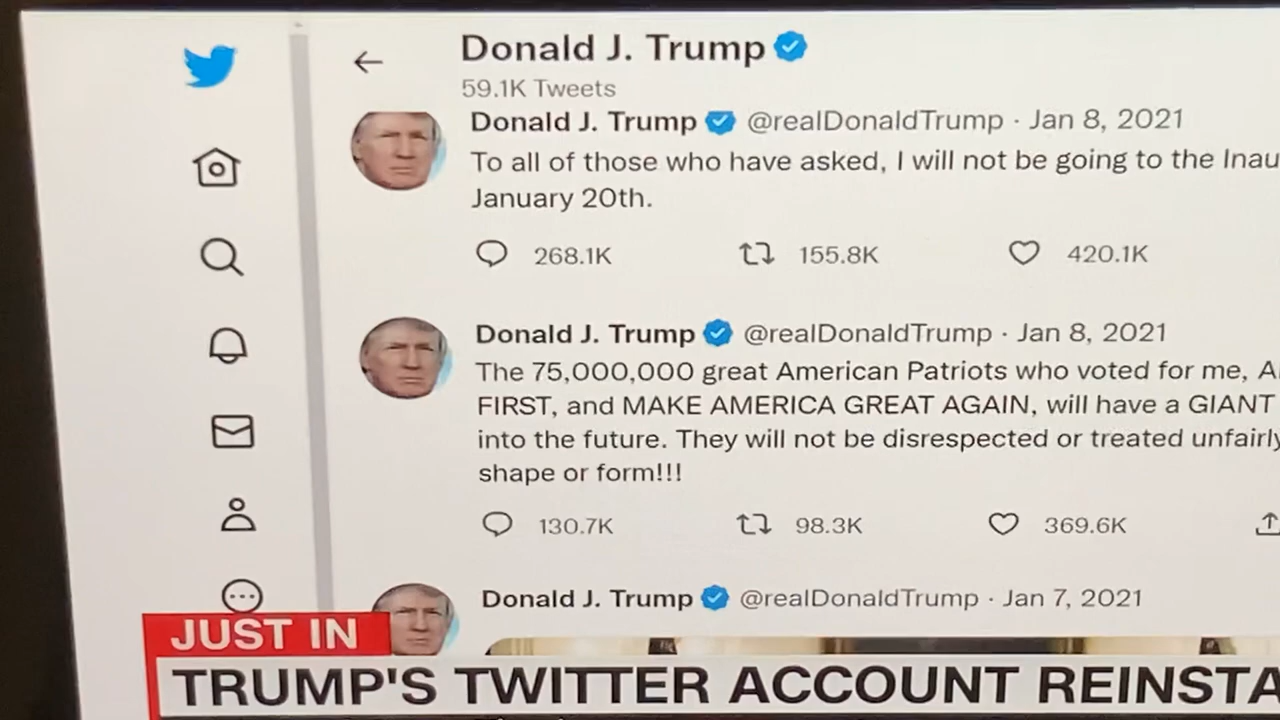 Donald J. Trump
59.1K Tweets
Donald J. Trump @realDonaldTrump · Jan 8, 2021
To all of those who have asked, I will not be going to the
January 20th.
268.1K 155.8K 420.1K
Donald J. Trump @realDonaldTrump · Jan 8, 2021
The 75,000,000 great American Patriots who voted for me,
FIRST, and MAKE AMERICA GREAT AGAIN, will have a GIANT
into the future. They will not be disrespected or treated unfairly
shape or form!!!
130.7K 98.3K 369.6K
Donald J. Trump @realDonaldTrump · Jan 7, 2021
JUST IN
TRUMP'S TWITTER ACCOUNT